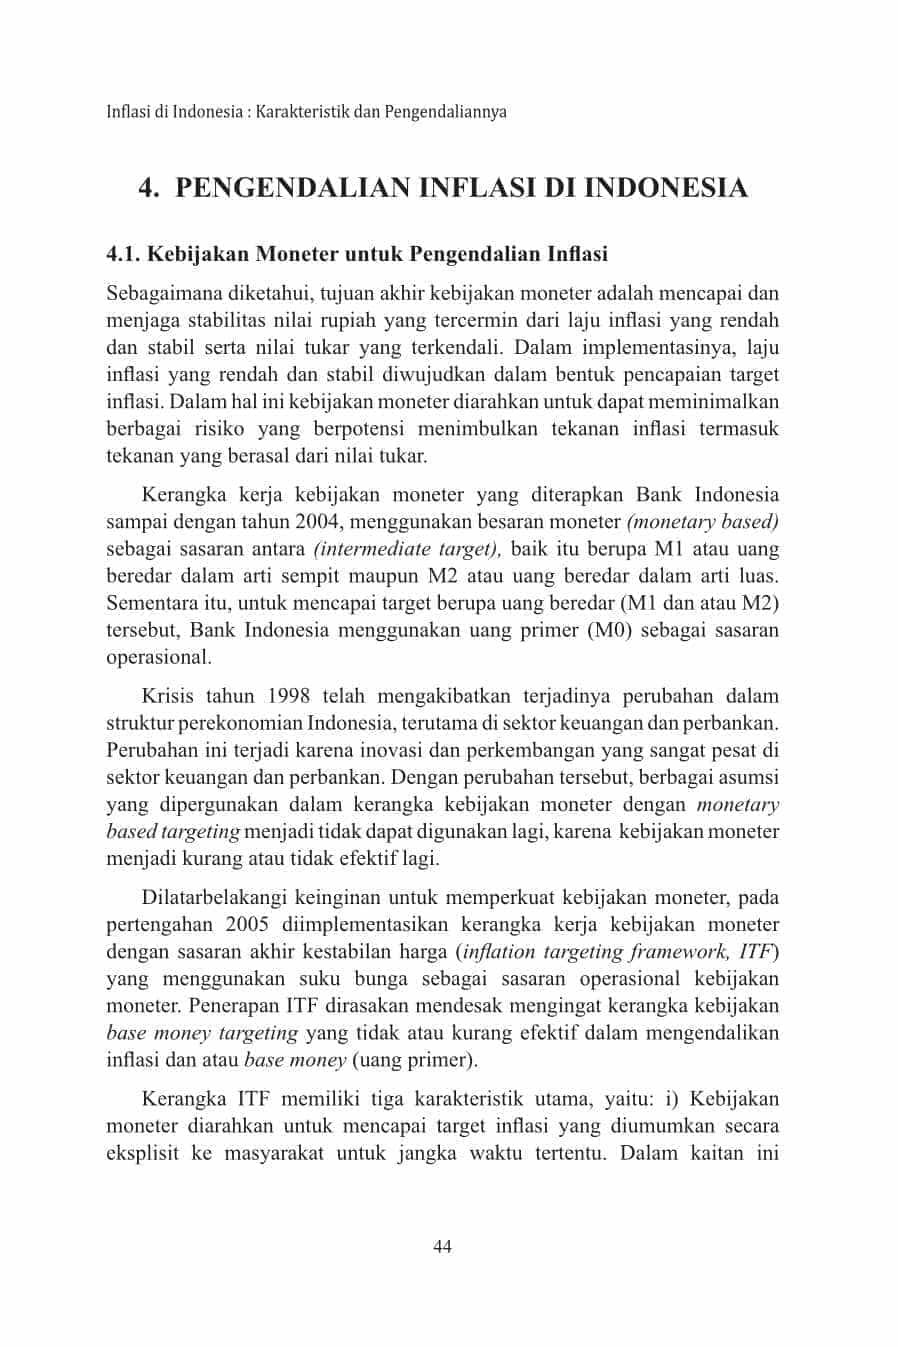 Inflasi di Indonesia : Karakteristik dan Pengendaliannya
4. PENGENDALIAN INFLASI DI INDONESIA
4.1. Kebijakan Moneter untuk Pengendalian Inflasi
Sebagaimana diketahui, tujuan akhir kebijakan moneter adalah mencapai dan
menjaga stabilitas nilai rupiah yang tercermin dari laju inflasi yang rendah
dan stabil serta nilai tukar yang terkendali. Dalam implementasinya, laju
inflasi yang rendah dan stabil diwujudkan dalam bentuk pencapaian target
inflasi. Dalam hal ini kebijakan moneter diarahkan untuk dapat meminimalkan
berbagai risiko yang berpotensi menimbulkan tekanan inflasi termasuk
tekanan yang berasal dari nilai tukar.
Kerangka kerja kebijakan moneter yang diterapkan Bank Indonesia
sampai dengan tahun 2004, menggunakan besaran moneter (monetary based)
sebagai sasaran antara (intermediate target), baik itu berupa M1 atau uang
beredar dalam arti sempit maupun M2 atau uang beredar dalam arti luas.
Sementara itu, untuk mencapai target berupa uang beredar (M1 dan atau M2)
tersebut, Bank Indonesia menggunakan uang primer (M0) sebagai sasaran
operasional.
Krisis tahun 1998 telah mengakibatkan terjadinya perubahan dalam
struktur perekonomian Indonesia, terutama di sektor keuangan dan perbankan.
Perubahan ini terjadi karena inovasi dan perkembangan yang sangat pesat di
sektor keuangan dan perbankan. Dengan perubahan tersebut, berbagai asumsi
yang dipergunakan dalam kerangka kebijakan moneter dengan monetary
based targeting menjadi tidak dapat digunakan lagi, karena kebijakan moneter
menjadi kurang atau tidak efektif lagi.
Dilatarbelakangi keinginan untuk memperkuat kebijakan moneter, pada
pertengahan 2005 diimplementasikan kerangka kerja kebijakan moneter
dengan sasaran akhir kestabilan harga (inflation targeting framework, ITF)
yang menggunakan suku bunga sebagai sasaran operasional kebijakan
moneter. Penerapan ITF dirasakan mendesak mengingat kerangka kebijakan
base money targeting yang tidak atau kurang efektif dalam mengendalikan
inflasi dan atau base money (uang primer).
Kerangka ITF memiliki tiga karakteristik utama, yaitu: i) Kebijakan
moneter diarahkan untuk mencapai target inflasi yang diumumkan secara
eksplisit ke masyarakat untuk jangka waktu tertentu. Dalam kaitan ini
44